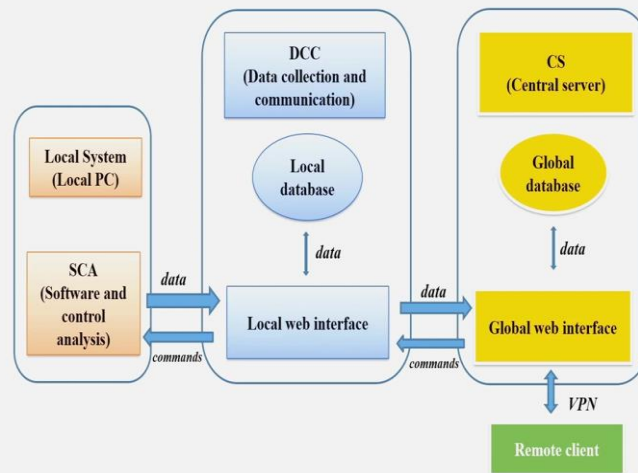 Local System
(Local PC)
SCA
(Software and
control
analysis)
data
commands
DCC
(Data collection and
communication)
Local
database
data
Local web interface
data
commands
CS
(Central server)
Global
database
data
Global web interface
VPN
Remote client